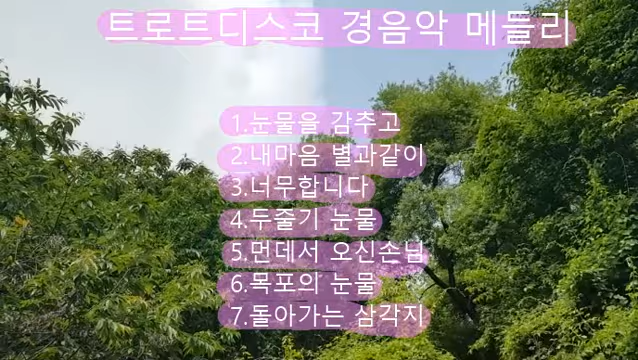 트로트디스코 경음악 메들리
1.눈물을 감추고
2.내마음 별과같이
3.너무합니다
4.두줄기 눈물
5.먼데서 오신손님
6.목포의 눈물
7.돌아가는 삼각지